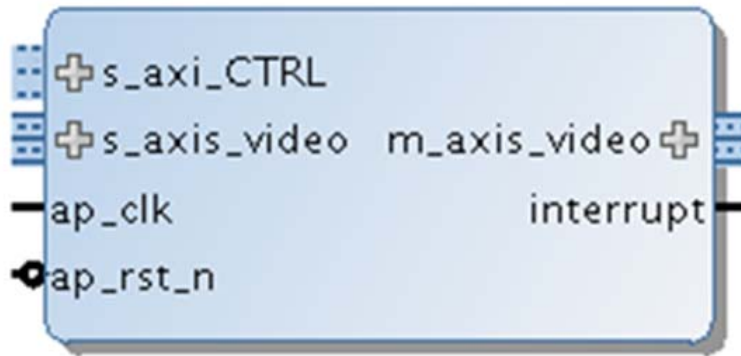 s_axi_CTRL
s_axis_video m_axis_video
ap_clk interrupt
ap_rst_n